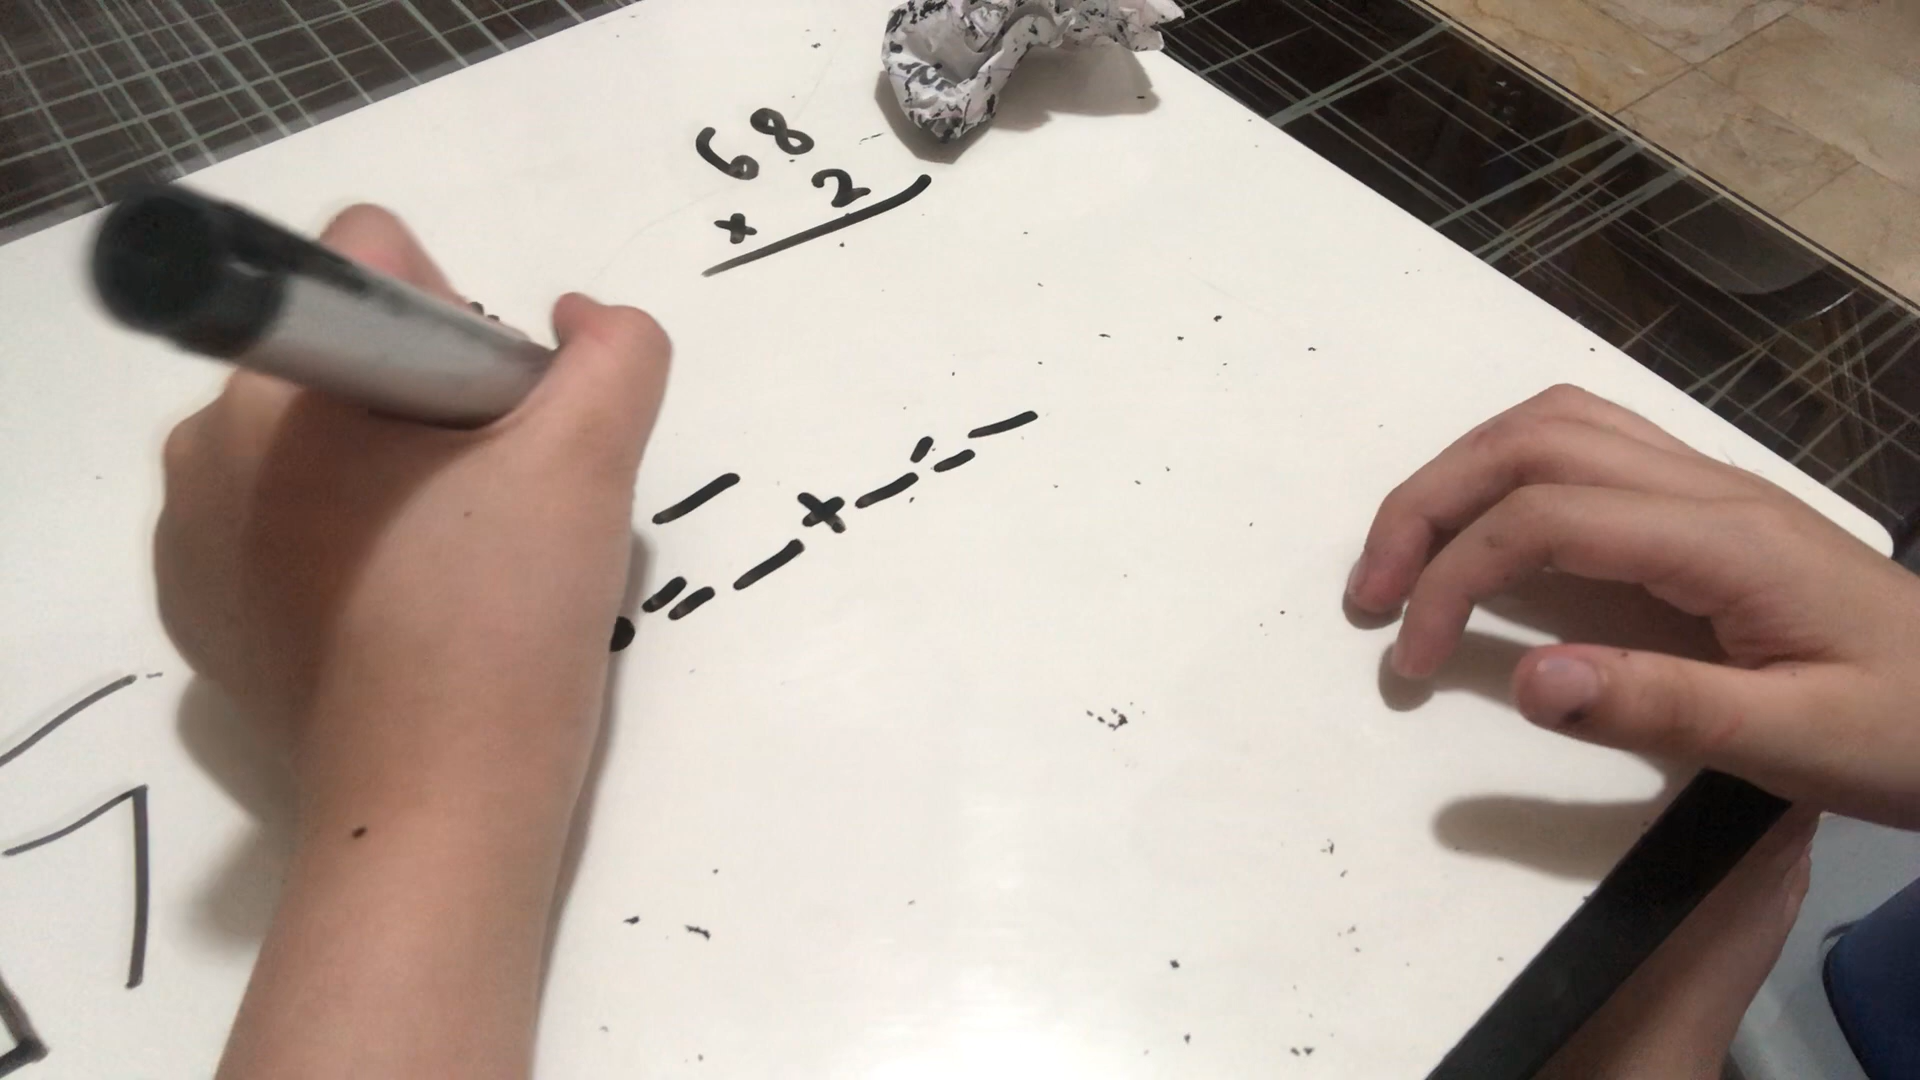 68
× 2
—
= — + — = —